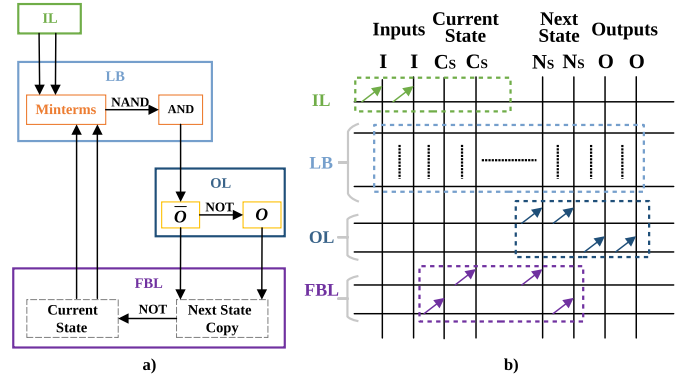 IL
LB
Minterms
NAND
AND
OL
O̅
NOT
O
FBL
Current
State
NOT
Next State
Copy
a)
Inputs
Current
State
Next
State
Outputs
I I Cs Cs Ns Ns O O
IL
LB
OL
FBL
b)